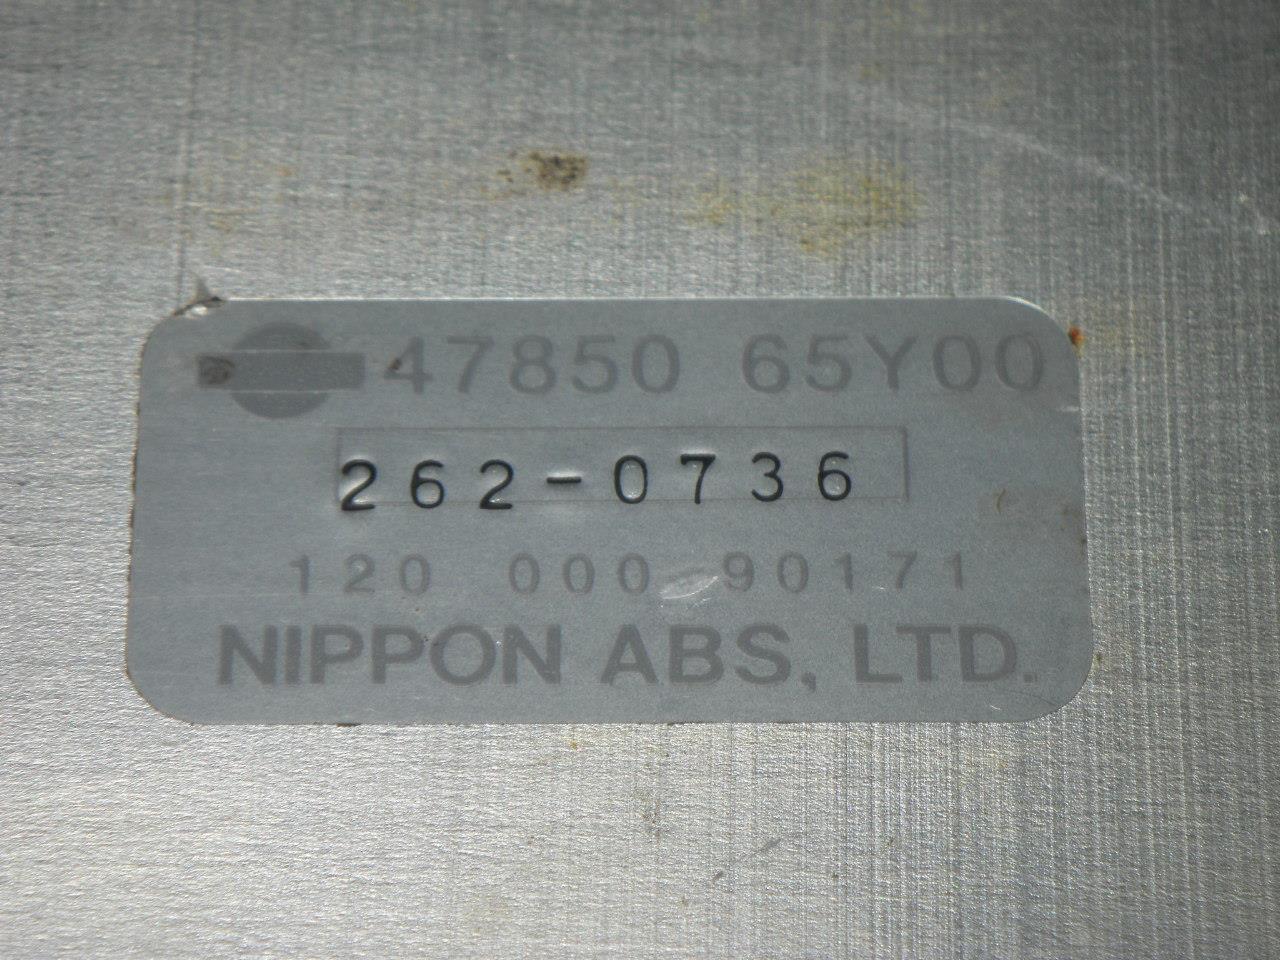 47850 65Y00
262-0736
120 000-90171
NIPPON ABS, LTD.